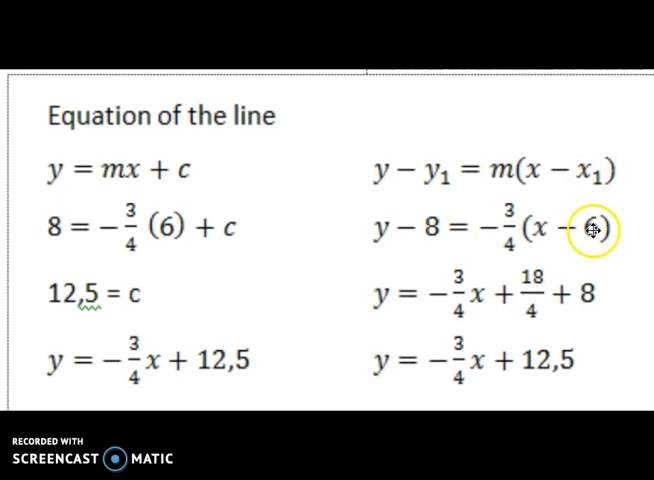 Equation of the line
y = mx + c
8 = −3/4 (6) + c
12,5 = c
y = −3/4x + 12,5
y − y₁ = m(x − x₁)
y − 8 = −3/4(x − 6)
y = −3/4x + 18/4 + 8
y = −3/4x + 12,5
RECORDED WITH
SCREENCAST MATIC